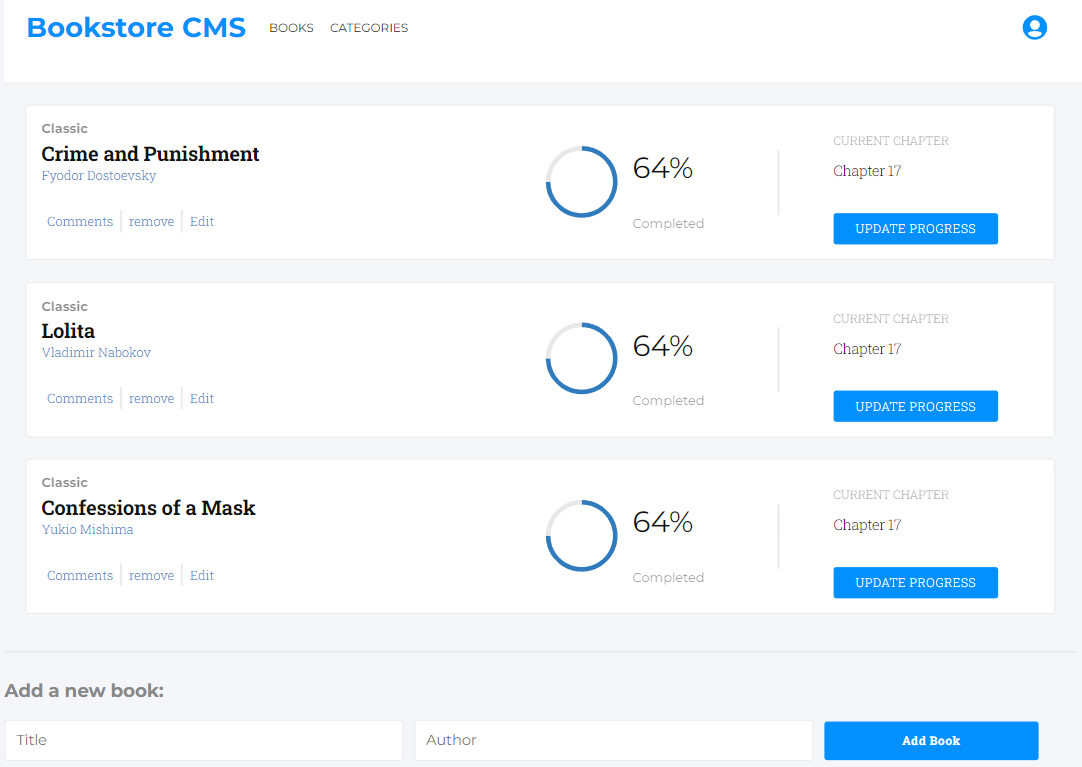 Bookstore CMS BOOKS CATEGORIES
Classic
Crime and Punishment
Fyodor Dostoevsky
Comments remove Edit
64%
Completed
CURRENT CHAPTER
Chapter 17
UPDATE PROGRESS
Classic
Lolita
Vladimir Nabokov
Comments remove Edit
64%
Completed
CURRENT CHAPTER
Chapter 17
UPDATE PROGRESS
Classic
Confessions of a Mask
Yukio Mishima
Comments remove Edit
64%
Completed
CURRENT CHAPTER
Chapter 17
UPDATE PROGRESS
Add a new book:
Title Author Add Book